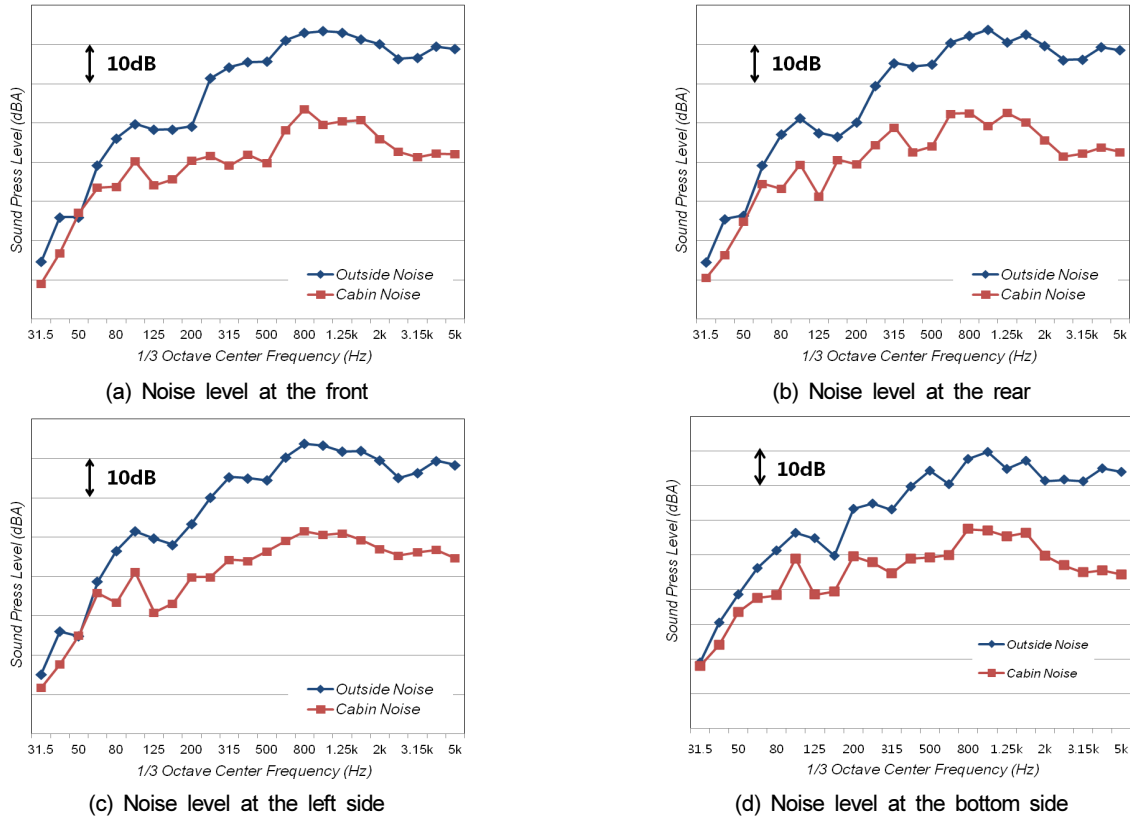 Sound Press Level (dBA)
10dB
Outside Noise
Cabin Noise
31.5 50 80 125 200 315 500 800 1.25k 2k 3.15k 5k
1/3 Octave Center Frequency (Hz)
(a) Noise level at the front
Sound Press Level (dBA)
10dB
Outside Noise
Cabin Noise
31.5 50 80 125 200 315 500 800 1.25k 2k 3.15k 5k
1/3 Octave Center Frequency (Hz)
(b) Noise level at the rear
Sound Press Level (dBA)
10dB
Outside Noise
Cabin Noise
31.5 50 80 125 200 315 500 800 1.25k 2k 3.15k 5k
1/3 Octave Center Frequency (Hz)
(c) Noise level at the left side
Sound Press Level (dBA)
10dB
Outside Noise
Cabin Noise
31.5 50 80 125 200 315 500 800 1.25k 2k 3.15k 5k
1/3 Octave Center Frequency (Hz)
(d) Noise level at the bottom side